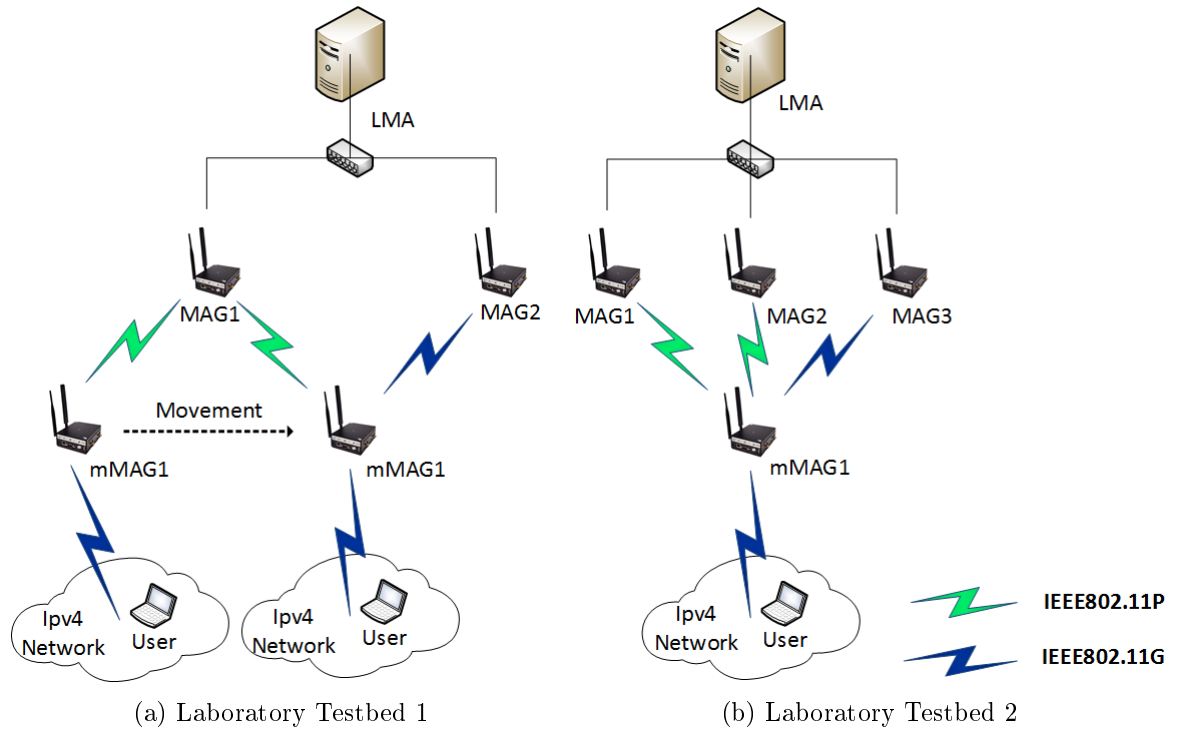 LMA
MAG1
MAG2
Movement
mMAG1
mMAG1
Ipv4
Network
User
Ipv4
Network
User
(a) Laboratory Testbed 1
LMA
MAG1
MAG2
MAG3
mMAG1
Ipv4
Network
User
IEEE802.11P
IEEE802.11G
(b) Laboratory Testbed 2